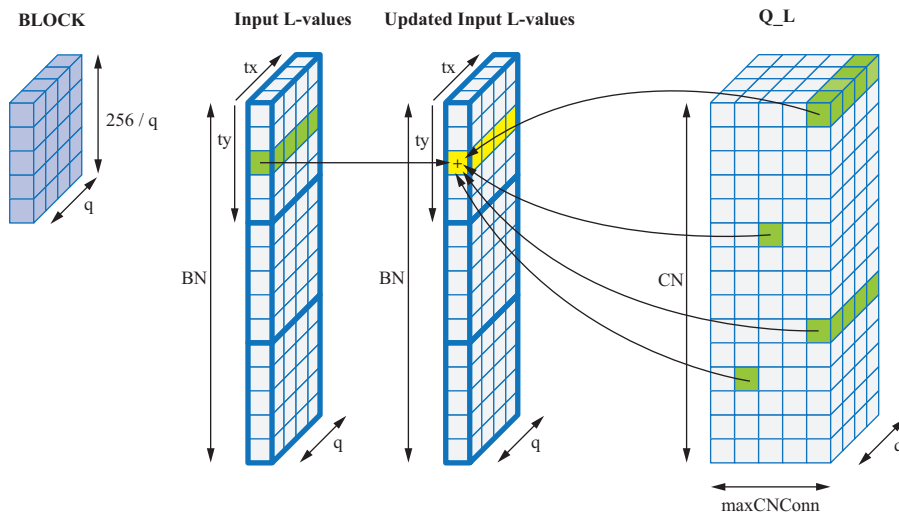 BLOCK
Input L-values
Updated Input L-values
Q_L
tx
tx
256 / q
ty
ty
+
q
BN
BN
CN
q
q
q
maxCNConn